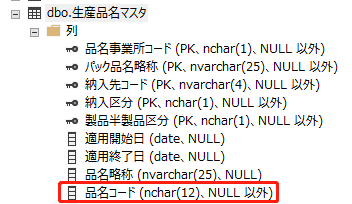 dbo.生産品名マスタ
列
品名事業所コード (PK、nchar(1)、NULL 以外)
パック品名略称 (PK、nvarchar(25)、NULL 以外)
納入先コード (PK、nvarchar(4)、NULL 以外)
納入区分 (PK、nchar(1)、NULL 以外)
製品半製品区分 (PK、nchar(1)、NULL 以外)
適用開始日 (date、NULL)
適用終了日 (date、NULL)
品名略称 (nvarchar(25)、NULL)
品名コード (nchar(12)、NULL 以外)